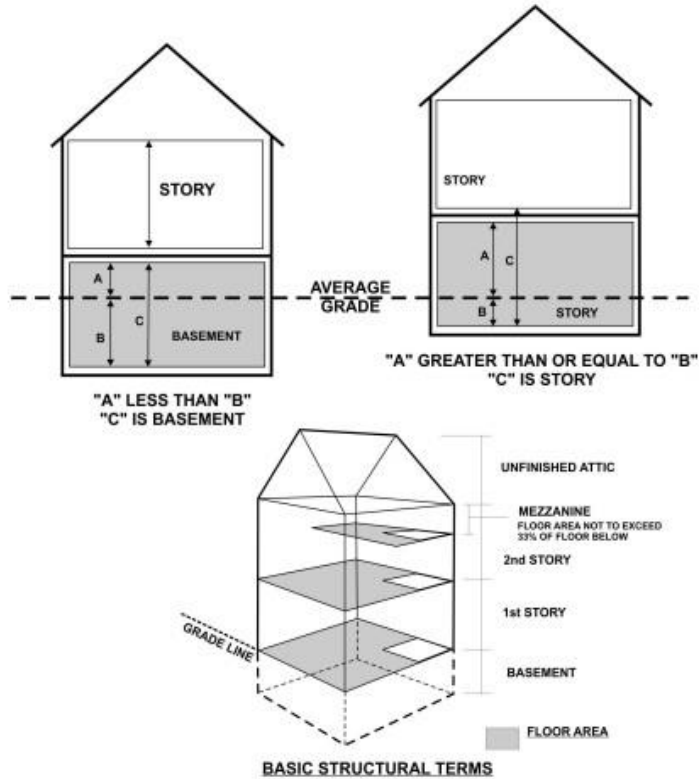 STORY
A
B
C
BASEMENT
"A" LESS THAN "B"
"C" IS BASEMENT
AVERAGE
GRADE
STORY
A
C
B
STORY
"A" GREATER THAN OR EQUAL TO "B"
"C" IS STORY
UNFINISHED ATTIC
MEZZANINE
FLOOR AREA NOT TO EXCEED
33% OF FLOOR BELOW
2nd STORY
1st STORY
GRADE LINE
BASEMENT
FLOOR AREA
BASIC STRUCTURAL TERMS